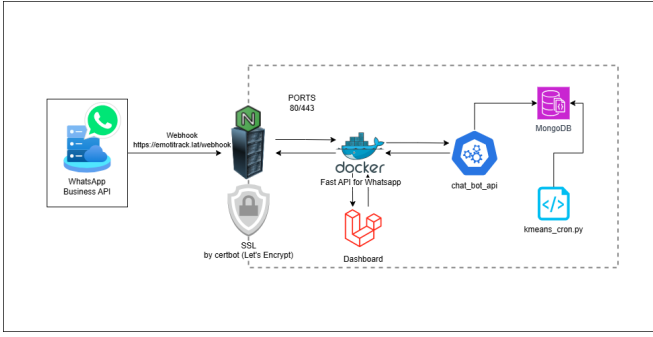 PORTS
80/443
Webhook
https://emotitrack.lat/webhook
WhatsApp
Business API
N
docker
Fast API for Whatsapp
chat_bot_api
MongoDB
</>
kmeans_cron.py
SSL
by certbot (Let's Encrypt)
Dashboard